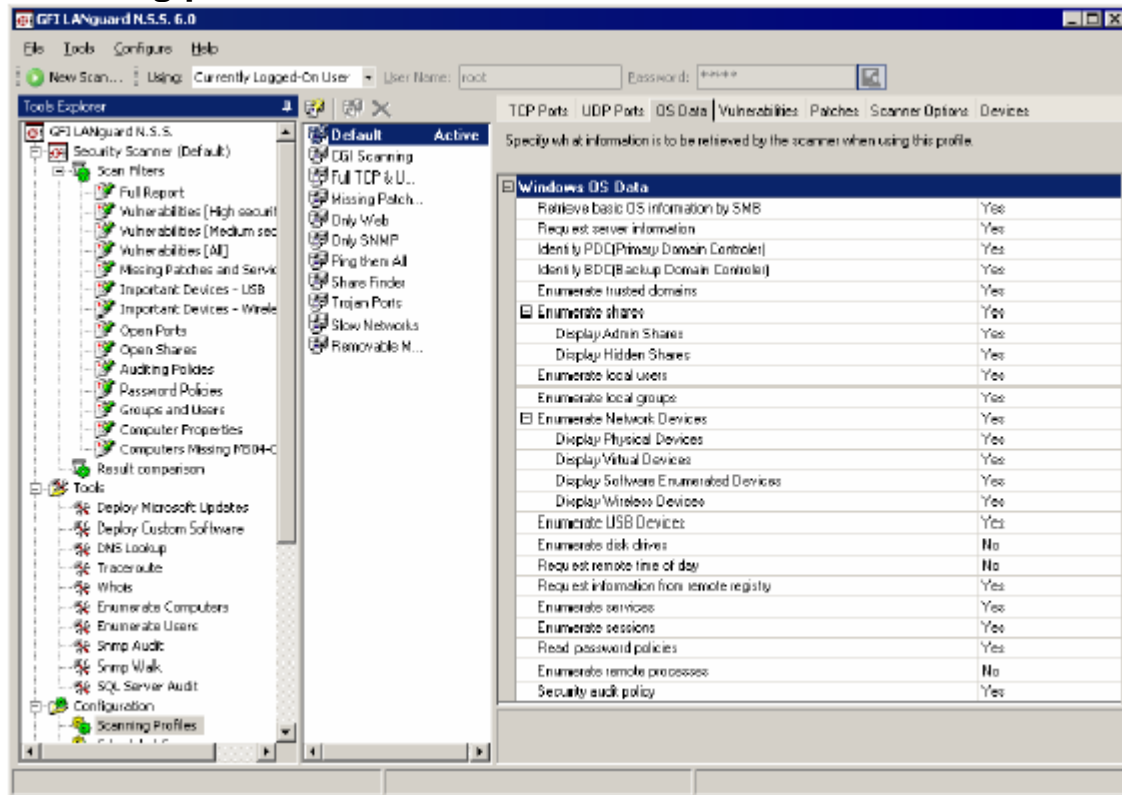 GFI LANguard N.S.S. 6.0
File Tools Configure Help
New Scan... Using: Currently Logged-On User User Name: root Password: *****
Tools Explorer
GFI LANguard N.S.S.
Security Scanner (Default)
Scan Filters
Full Report
Vulnerabilities [High securit
Vulnerabilities [Medium sec
Vulnerabilities [All]
Missing Patches and Servic
Important Devices - USB
Important Devices - Wirele
Open Ports
Open Shares
Auditing Policies
Password Policies
Groups and Users
Computer Properties
Computers Missing MS04-0
Result comparison
Tools
Deploy Microsoft Updates
Deploy Custom Software
DNS Lookup
Traceroute
Whois
Enumerate Computers
Enumerate Users
Snmp Audit
Snmp Walk
SQL Server Audit
Configuration
Scanning Profiles
Default Active
CGI Scanning
Full TCP & U...
Missing Patch...
Only Web
Only SNMP
Ping them All
Share Finder
Trojan Ports
Slow Networks
Removable M...
TCP Ports UDP Ports OS Data Vulnerabilities Patches Scanner Options Devices
Specify what information is to be retrieved by the scanner when using this profile.
Windows OS Data
Retrieve basic OS information by SMB Yes
Request server information Yes
Identify PDC(Primary Domain Controler) Yes
Identify BDC(Backup Domain Controler) Yes
Enumerate trusted domains Yes
Enumerate shares Yes
Display Admin Shares Yes
Display Hidden Shares Yes
Enumerate local users Yes
Enumerate local groups Yes
Enumerate Network Devices Yes
Display Physical Devices Yes
Display Virtual Devices Yes
Display Software Enumerated Devices Yes
Display Wireless Devices Yes
Enumerate USB Devices Yes
Enumerate disk drives No
Request remote time of day No
Request information from remote registry Yes
Enumerate services Yes
Enumerate sessions Yes
Read password policies Yes
Enumerate remote processes No
Security audit policy Yes